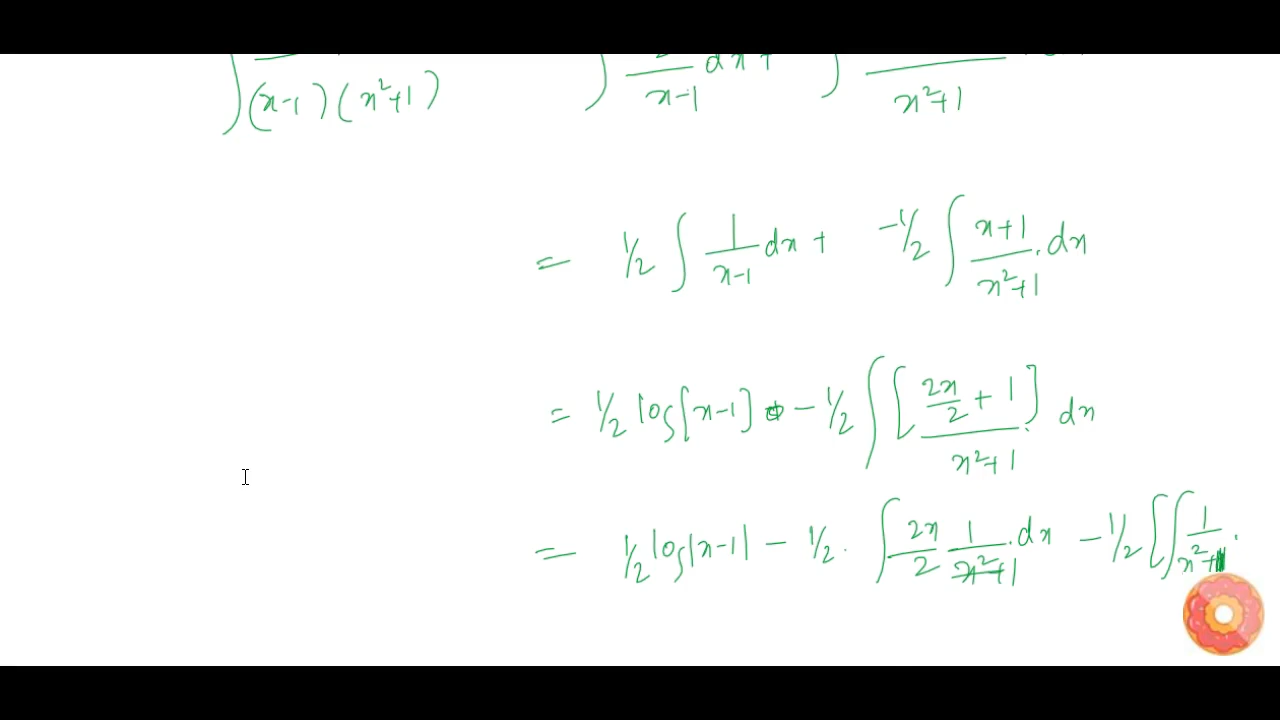 ∫ / (x-1)(x²+1) ∫ / x-1 dx + ∫ / x²+1
= 1/2 ∫ 1/x-1 dx + -1/2 ∫ x+1/x²+1 . dx
= 1/2 log[x-1] - 1/2 ∫ [2x/2 + 1] / x²+1 . dx
= 1/2 log|x-1| - 1/2 . ∫ 2x/2 1/x²+1 . dx - 1/2 [∫ 1/x²+1 .